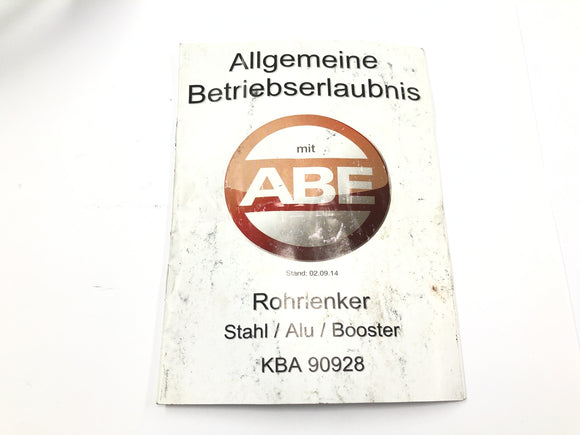 Allgemeine
Betriebserlaubnis
mit
ABE
Stand: 02.09.14
Rohrlenker
Stahl / Alu / Booster
KBA 90928